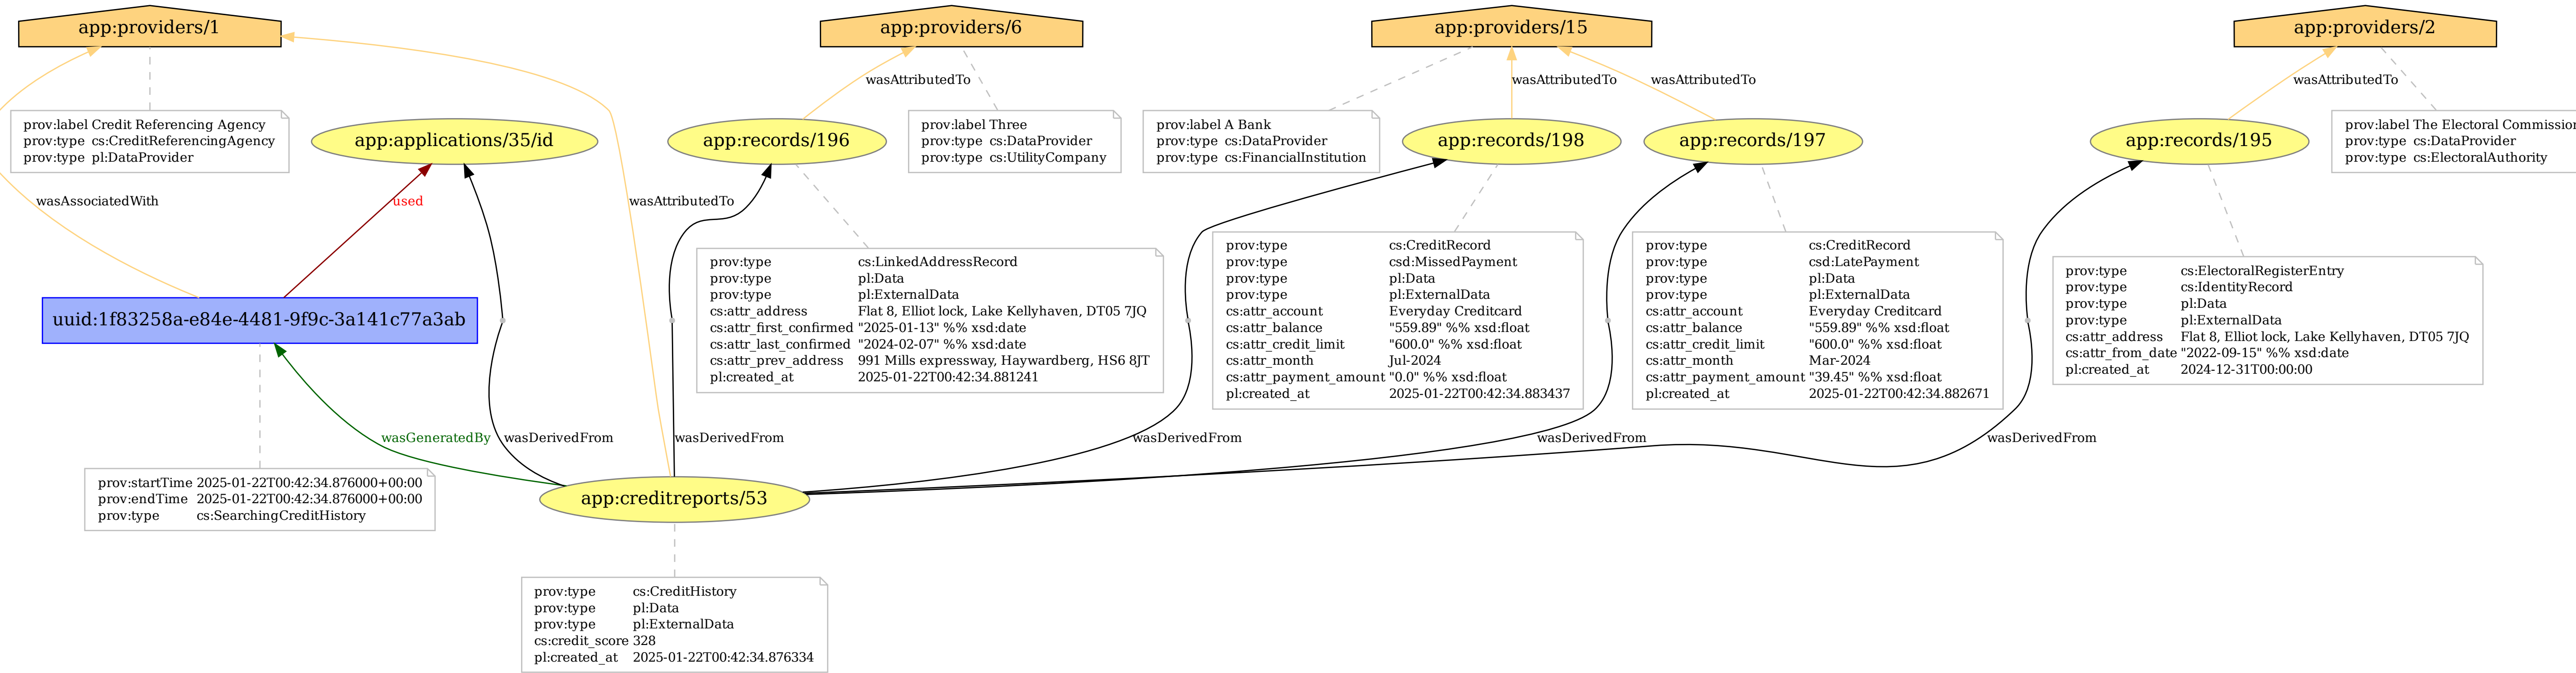 app:providers/1
app:providers/6
app:providers/15
app:providers/2
wasAttributedTo
wasAttributedTo
wasAttributedTo
wasAttributedTo
prov:label Credit Referencing Agency
prov:type cs:CreditReferencingAgency
prov:type pl:DataProvider
app:applications/35/id
app:records/196
prov:label Three
prov:type cs:DataProvider
prov:type cs:UtilityCompany
prov:label A Bank
prov:type cs:DataProvider
prov:type cs:FinancialInstitution
app:records/198
app:records/197
app:records/195
prov:label The Electoral Commission
prov:type cs:DataProvider
prov:type cs:ElectoralAuthority
wasAssociatedWith
used
wasAttributedTo
uuid:1f83258a-e84e-4481-9f9c-3a141c77a3ab
prov:type cs:LinkedAddressRecord
prov:type pl:Data
prov:type pl:ExternalData
cs:attr_address Flat 8, Elliot lock, Lake Kellyhaven, DT05 7JQ
cs:attr_first_confirmed "2025-01-13" %% xsd:date
cs:attr_last_confirmed "2024-02-07" %% xsd:date
cs:attr_prev_address 991 Mills expressway, Haywardberg, HS6 8JT
pl:created_at 2025-01-22T00:42:34.881241
prov:type cs:CreditRecord
prov:type csd:MissedPayment
prov:type pl:Data
prov:type pl:ExternalData
cs:attr_account Everyday Creditcard
cs:attr_balance "559.89" %% xsd:float
cs:attr_credit_limit "600.0" %% xsd:float
cs:attr_month Jul-2024
cs:attr_payment_amount "0.0" %% xsd:float
pl:created_at 2025-01-22T00:42:34.883437
prov:type cs:CreditRecord
prov:type csd:LatePayment
prov:type pl:Data
prov:type pl:ExternalData
cs:attr_account Everyday Creditcard
cs:attr_balance "559.89" %% xsd:float
cs:attr_credit_limit "600.0" %% xsd:float
cs:attr_month Mar-2024
cs:attr_payment_amount "39.45" %% xsd:float
pl:created_at 2025-01-22T00:42:34.882671
prov:type cs:ElectoralRegisterEntry
prov:type cs:IdentityRecord
prov:type pl:Data
prov:type pl:ExternalData
cs:attr_address Flat 8, Elliot lock, Lake Kellyhaven, DT05 7JQ
cs:attr_from_date "2022-09-15" %% xsd:date
pl:created_at 2024-12-31T00:00:00
wasGeneratedBy
wasDerivedFrom
wasDerivedFrom
wasDerivedFrom
wasDerivedFrom
wasDerivedFrom
prov:startTime 2025-01-22T00:42:34.876000+00:00
prov:endTime 2025-01-22T00:42:34.876000+00:00
prov:type cs:SearchingCreditHistory
app:creditreports/53
prov:type cs:CreditHistory
prov:type pl:Data
prov:type pl:ExternalData
cs:credit_score 328
pl:created_at 2025-01-22T00:42:34.876334